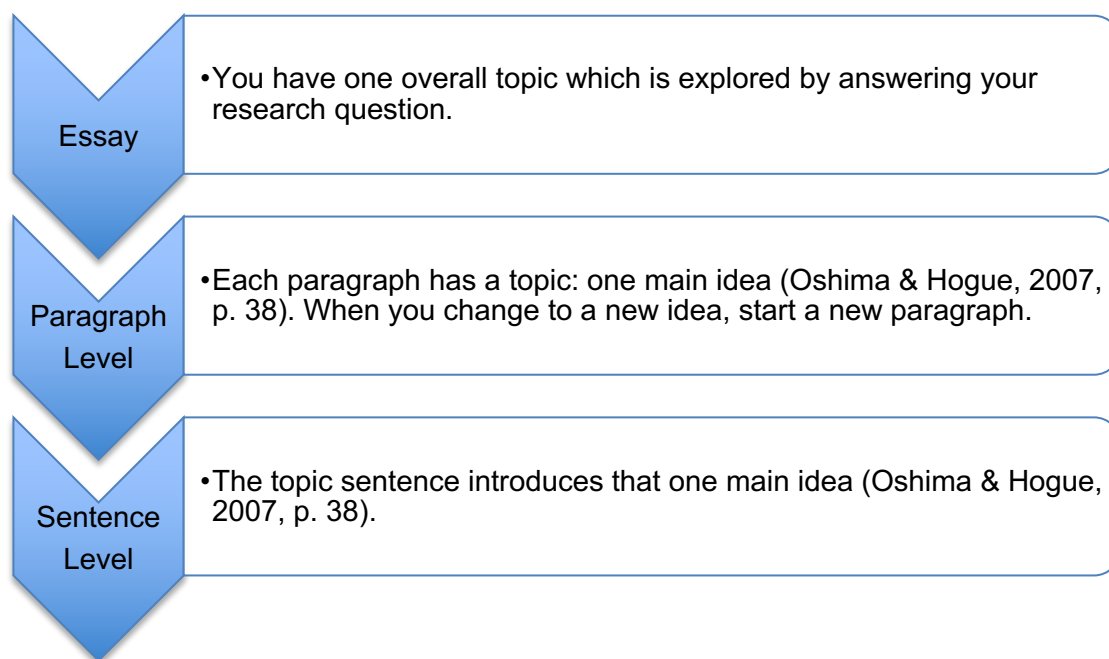 Essay
•You have one overall topic which is explored by answering your
research question.
Paragraph
Level
•Each paragraph has a topic: one main idea (Oshima & Hogue, 2007,
p. 38). When you change to a new idea, start a new paragraph.
Sentence
Level
•The topic sentence introduces that one main idea (Oshima & Hogue,
2007, p. 38).